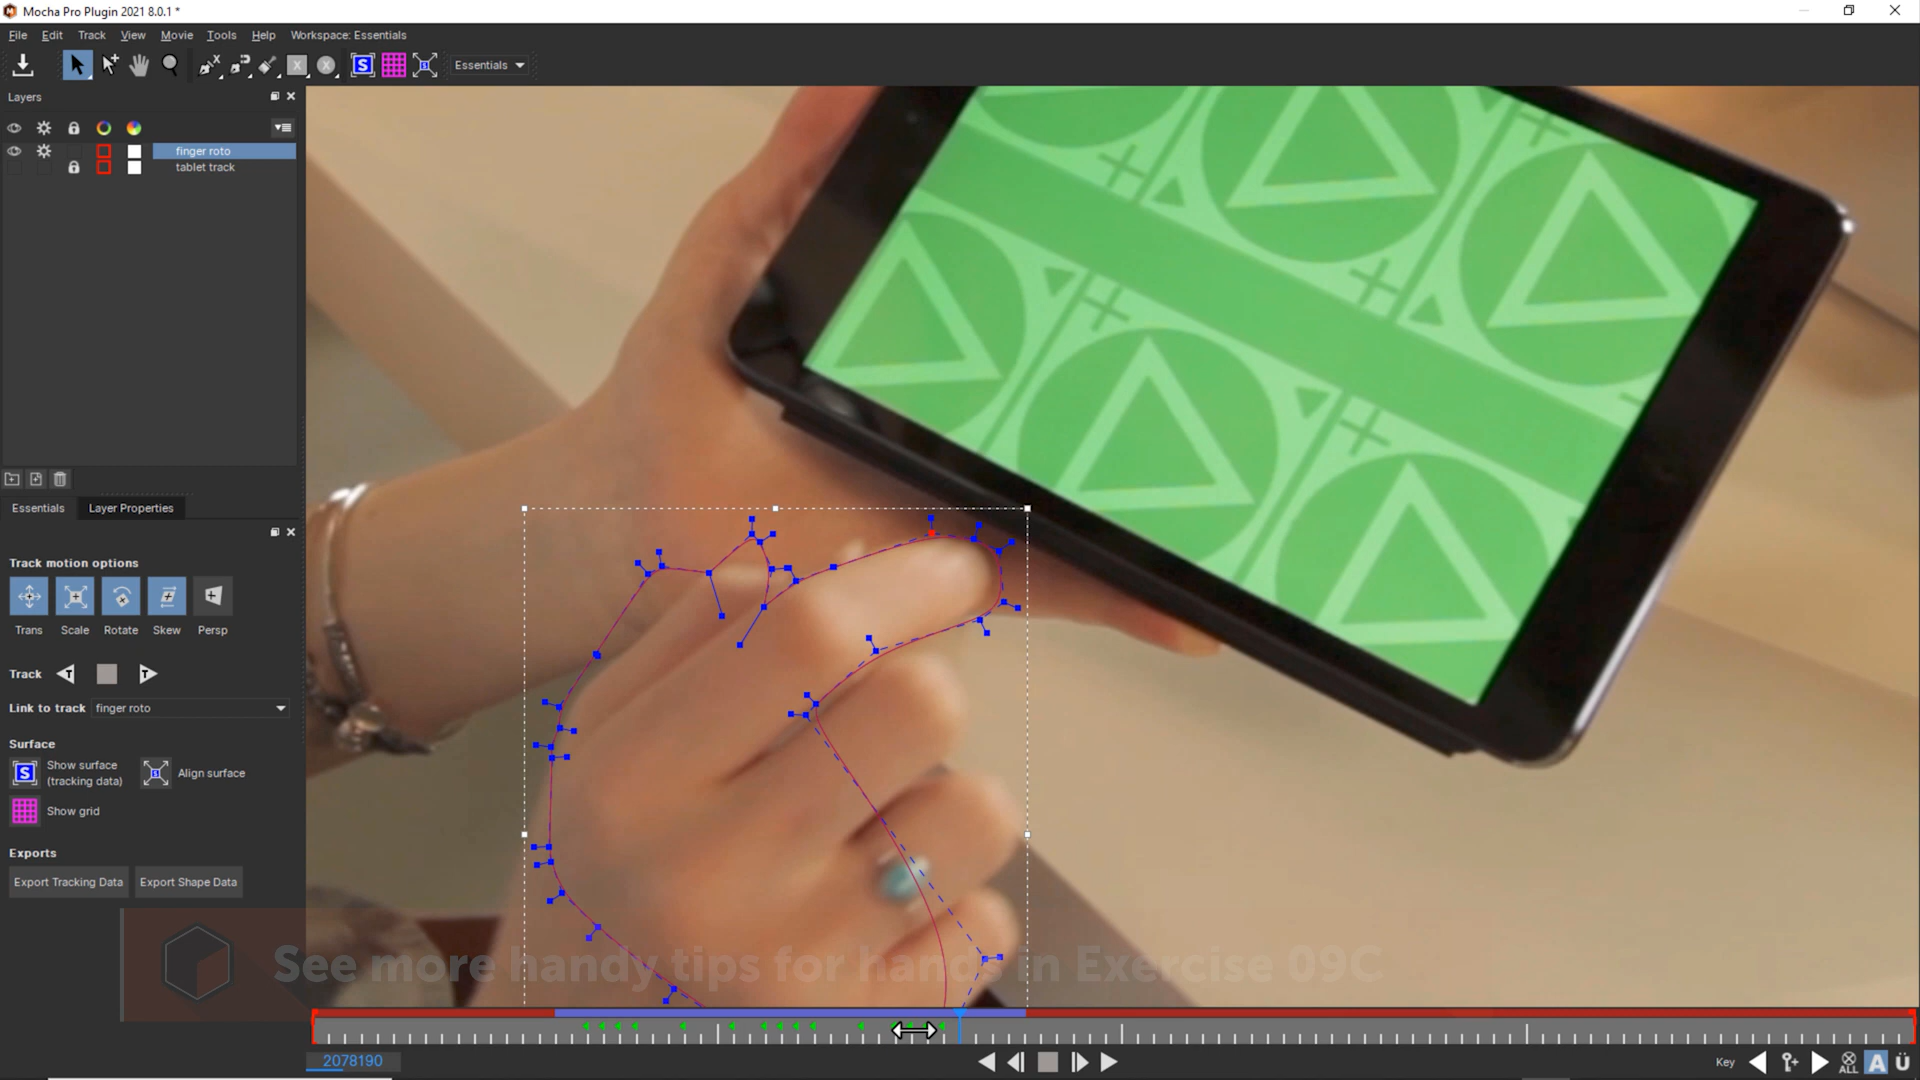 Mocha Pro Plugin 2021 8.0.1 *
File Edit Track View Movie Tools Help Workspace: Essentials
Essentials
Layers
finger roto
tablet track
Essentials Layer Properties
Track motion options
Trans Scale Rotate Skew Persp
Track
Link to track finger roto
Surface
Show surface
(tracking data)
Align surface
Show grid
Exports
Export Tracking Data Export Shape Data
See more handy tips for hands in Exercise 09C
2078190
Key
ALL
A
Ü